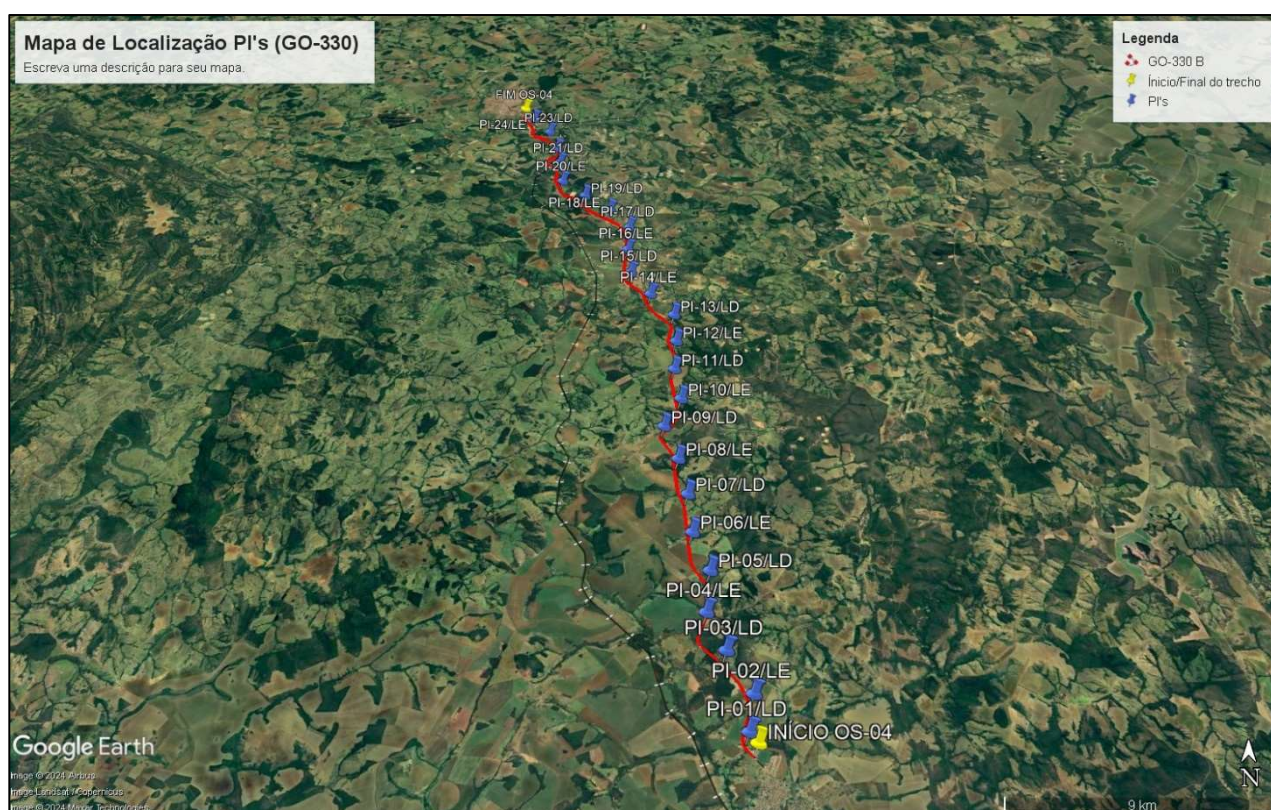 Mapa de Localização PI's (GO-330)
Escreva uma descrição para seu mapa.
Legenda
GO-330 B
Ínicio/Final do trecho
PI's
FIM OS-04
PI-23/LD
PI-24/LE
PI-21/LD
PI-20/LE
PI-19/LD
PI-18/LE
PI-17/LD
PI-16/LE
PI-15/LD
PI-14/LE
PI-13/LD
PI-12/LE
PI-11/LD
PI-10/LE
PI-09/LD
PI-08/LE
PI-07/LD
PI-06/LE
PI-05/LD
PI-04/LE
PI-03/LD
PI-02/LE
PI-01/LD
INÍCIO OS-04
Google Earth
Image © 2024 Airbus
Image Landsat / Copernicus
Image © 2024 Maxar Technologies
N
9 km